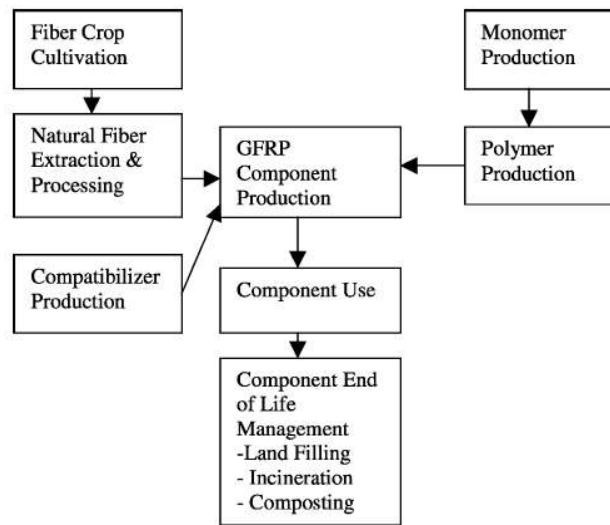 Fiber Crop
Cultivation
Monomer
Production
Natural Fiber
Extraction &
Processing
GFRP
Component
Production
Polymer
Production
Compatibilizer
Production
Component Use
Component End
of Life
Management
-Land Filling
- Incineration
- Composting